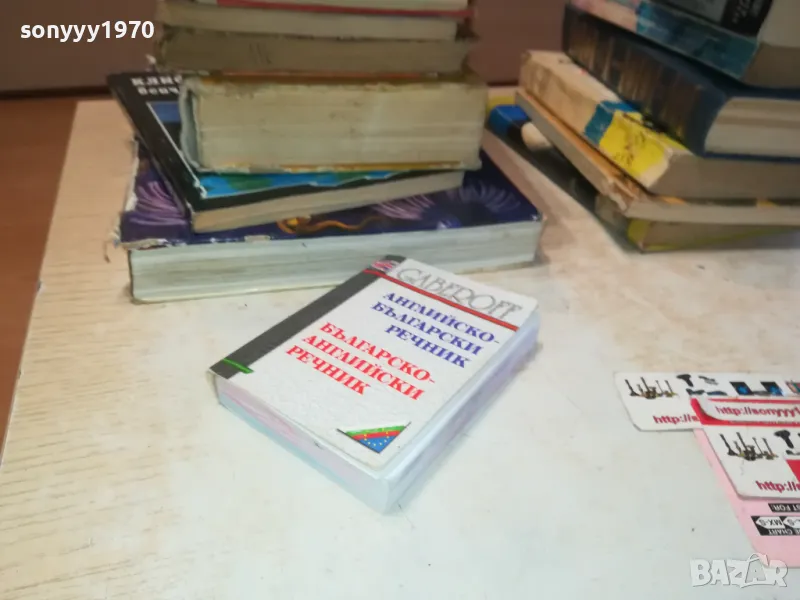 sonyyy1970
GABEROFF
АНГЛИЙСКО-
БЪЛГАРСКИ
РЕЧНИК
БЪЛГАРСКО-
АНГЛИЙСКИ
РЕЧНИК
http://sonyyy1
http://s
BAZAR